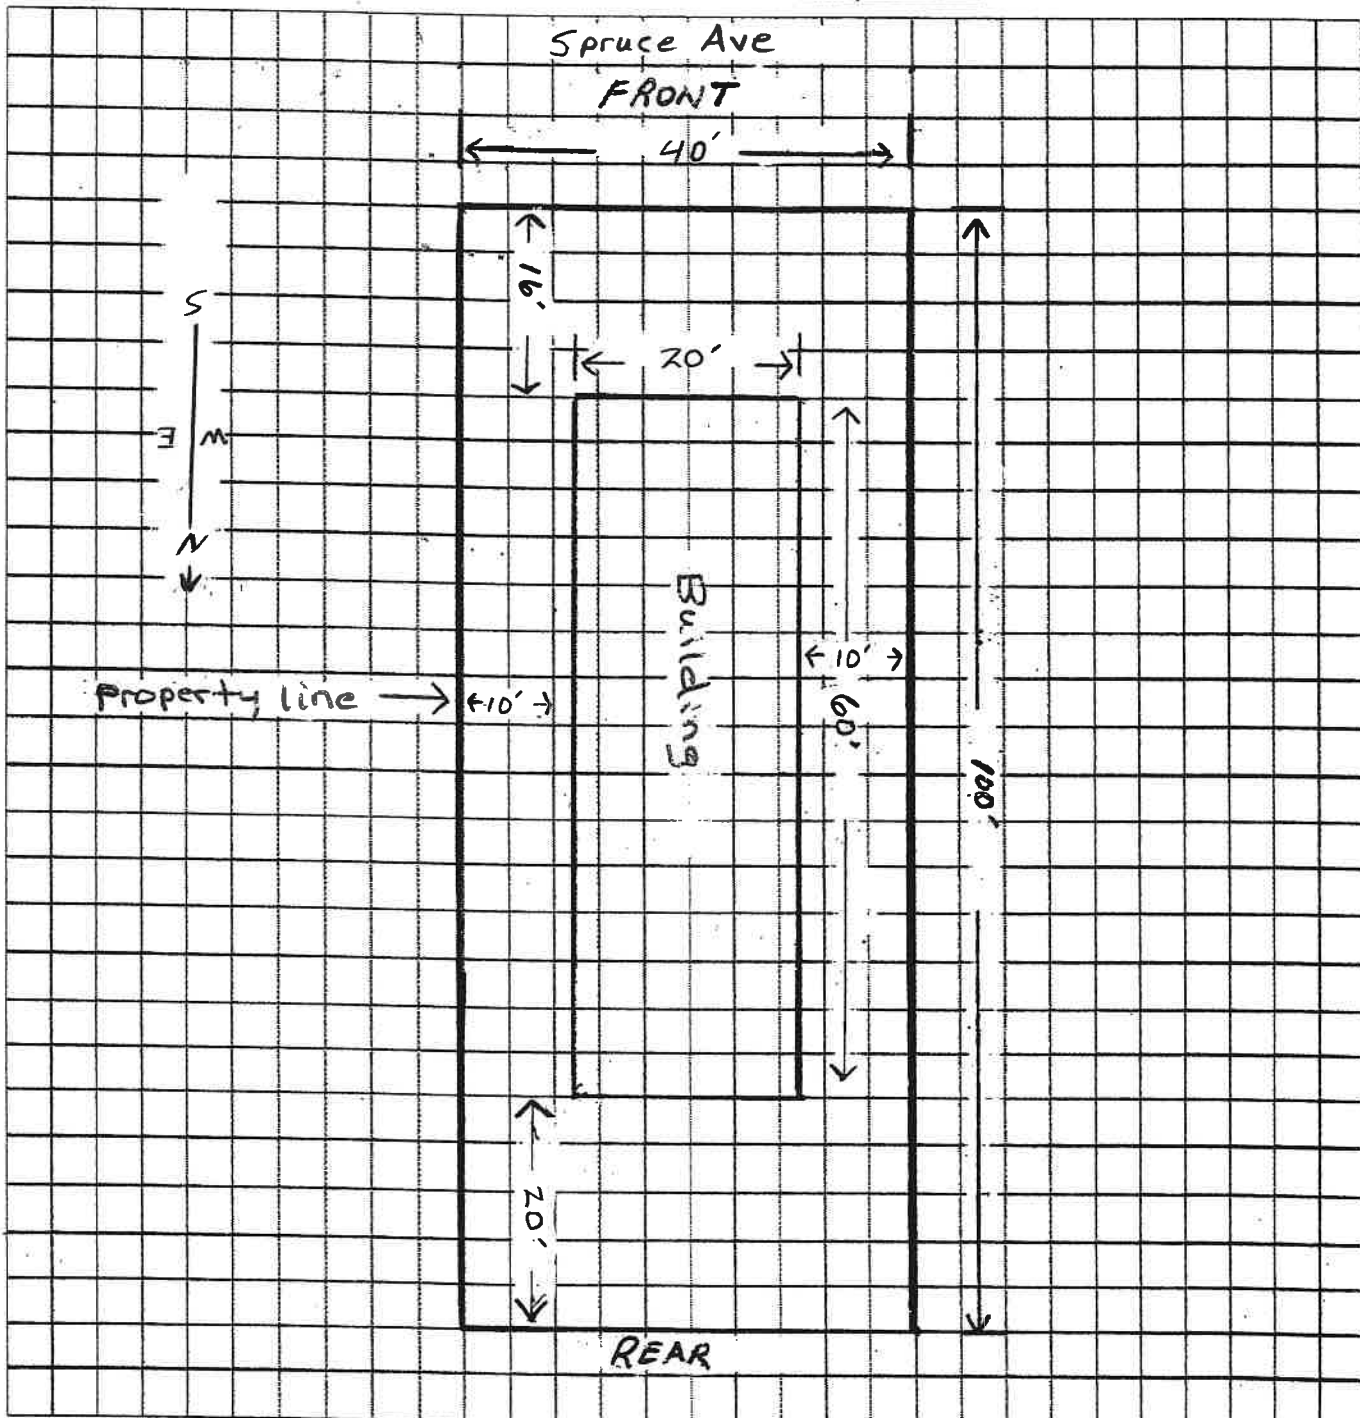 Spruce Ave
FRONT
40'
16'
S
20'
E W
N
Building
10'
property line
10'
60'
100'
20'
REAR